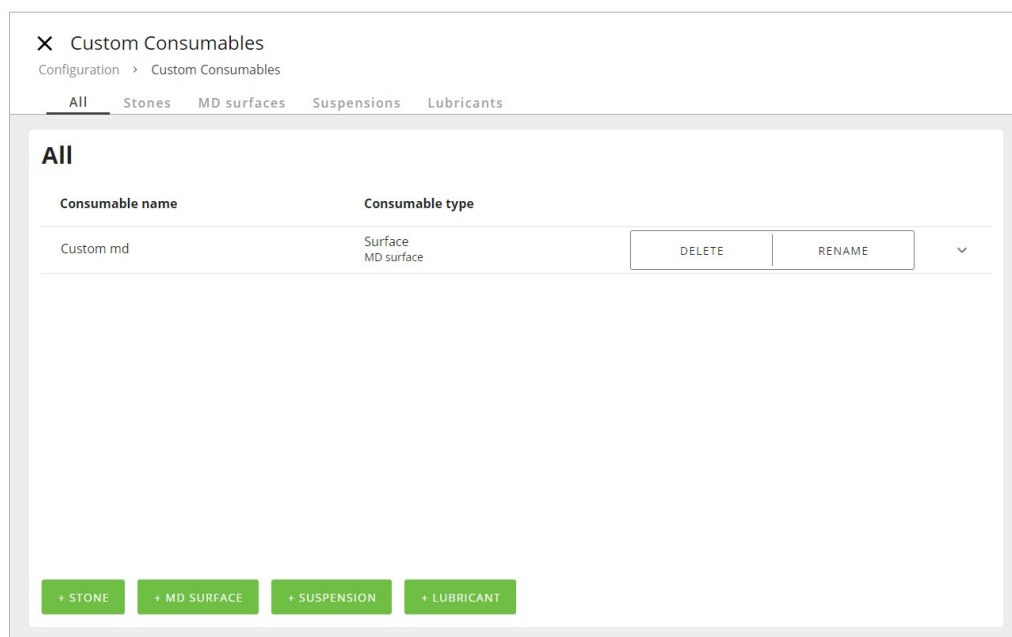 Custom Consumables
Configuration > Custom Consumables
All Stones MD surfaces Suspensions Lubricants
All
Consumable name Consumable type
Custom md Surface DELETE RENAME
MD surface
+ STONE + MD SURFACE + SUSPENSION + LUBRICANT